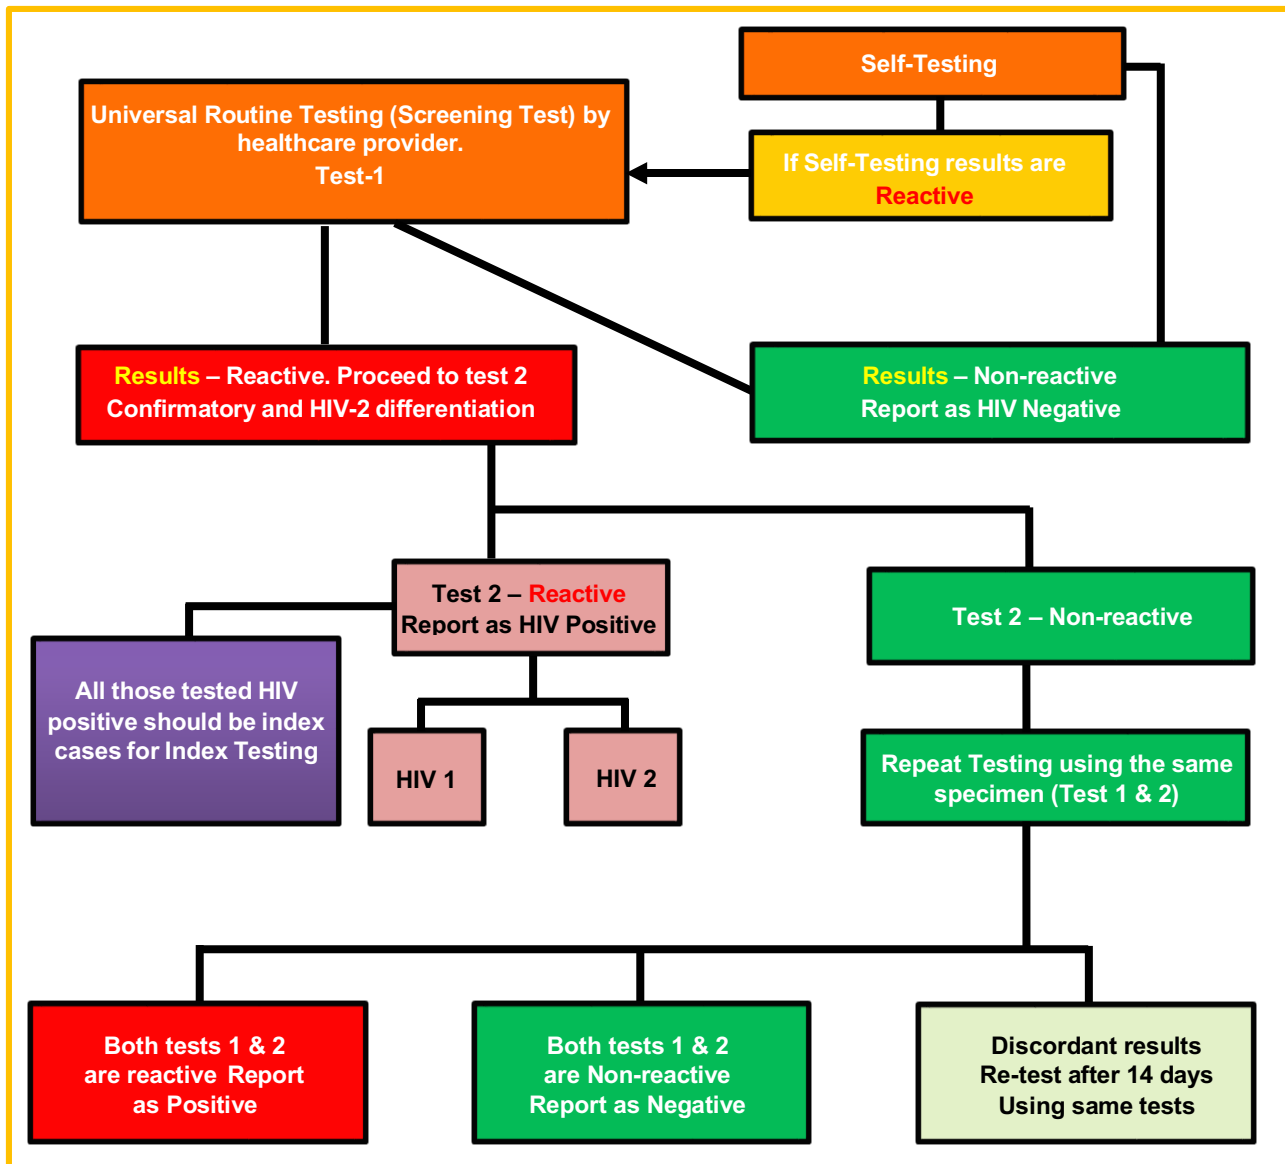 Self-Testing
Universal Routine Testing (Screening Test) by
healthcare provider.
Test-1
If Self-Testing results are
Reactive
Results – Reactive. Proceed to test 2
Confirmatory and HIV-2 differentiation
Results – Non-reactive
Report as HIV Negative
Test 2 – Reactive
Report as HIV Positive
Test 2 – Non-reactive
All those tested HIV
positive should be index
cases for Index Testing
HIV 1
HIV 2
Repeat Testing using the same
specimen (Test 1 & 2)
Both tests 1 & 2
are reactive Report
as Positive
Both tests 1 & 2
are Non-reactive
Report as Negative
Discordant results
Re-test after 14 days
Using same tests